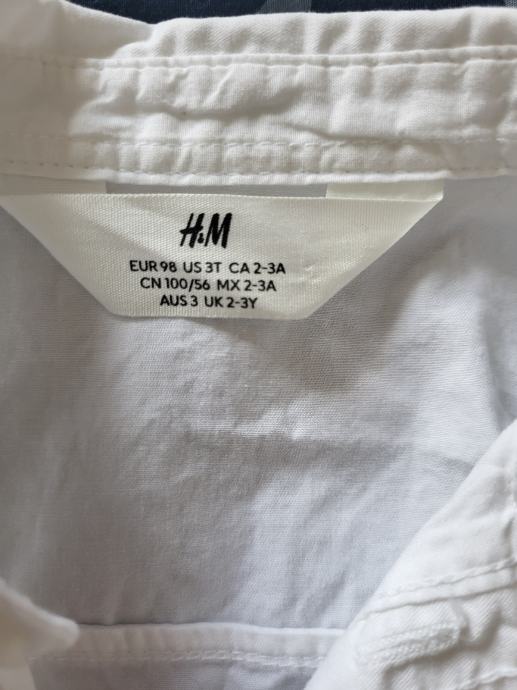 H&M
EUR 98 US 3T CA 2-3A
CN 100/56 MX 2-3A
AUS 3 UK 2-3Y